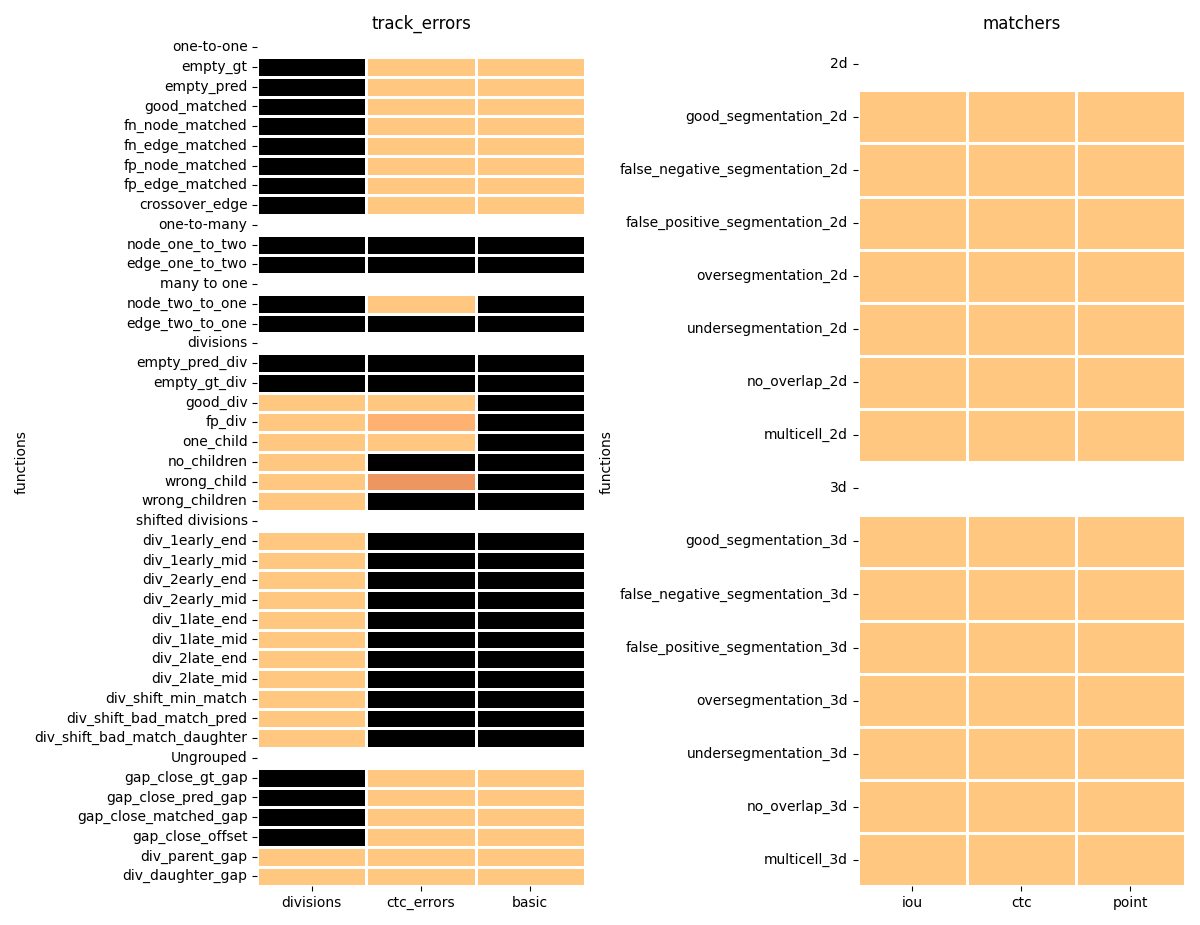 track_errors
functions
one-to-one
empty_gt
empty_pred
good_matched
fn_node_matched
fn_edge_matched
fp_node_matched
fp_edge_matched
crossover_edge
one-to-many
node_one_to_two
edge_one_to_two
many to one
node_two_to_one
edge_two_to_one
divisions
empty_pred_div
empty_gt_div
good_div
fp_div
one_child
no_children
wrong_child
wrong_children
shifted divisions
div_1early_end
div_1early_mid
div_2early_end
div_2early_mid
div_1late_end
div_1late_mid
div_2late_end
div_2late_mid
div_shift_min_match
div_shift_bad_match_pred
div_shift_bad_match_daughter
Ungrouped
gap_close_gt_gap
gap_close_pred_gap
gap_close_matched_gap
gap_close_offset
div_parent_gap
div_daughter_gap
divisions ctc_errors basic
matchers
functions
2d
good_segmentation_2d
false_negative_segmentation_2d
false_positive_segmentation_2d
oversegmentation_2d
undersegmentation_2d
no_overlap_2d
multicell_2d
3d
good_segmentation_3d
false_negative_segmentation_3d
false_positive_segmentation_3d
oversegmentation_3d
undersegmentation_3d
no_overlap_3d
multicell_3d
iou ctc point